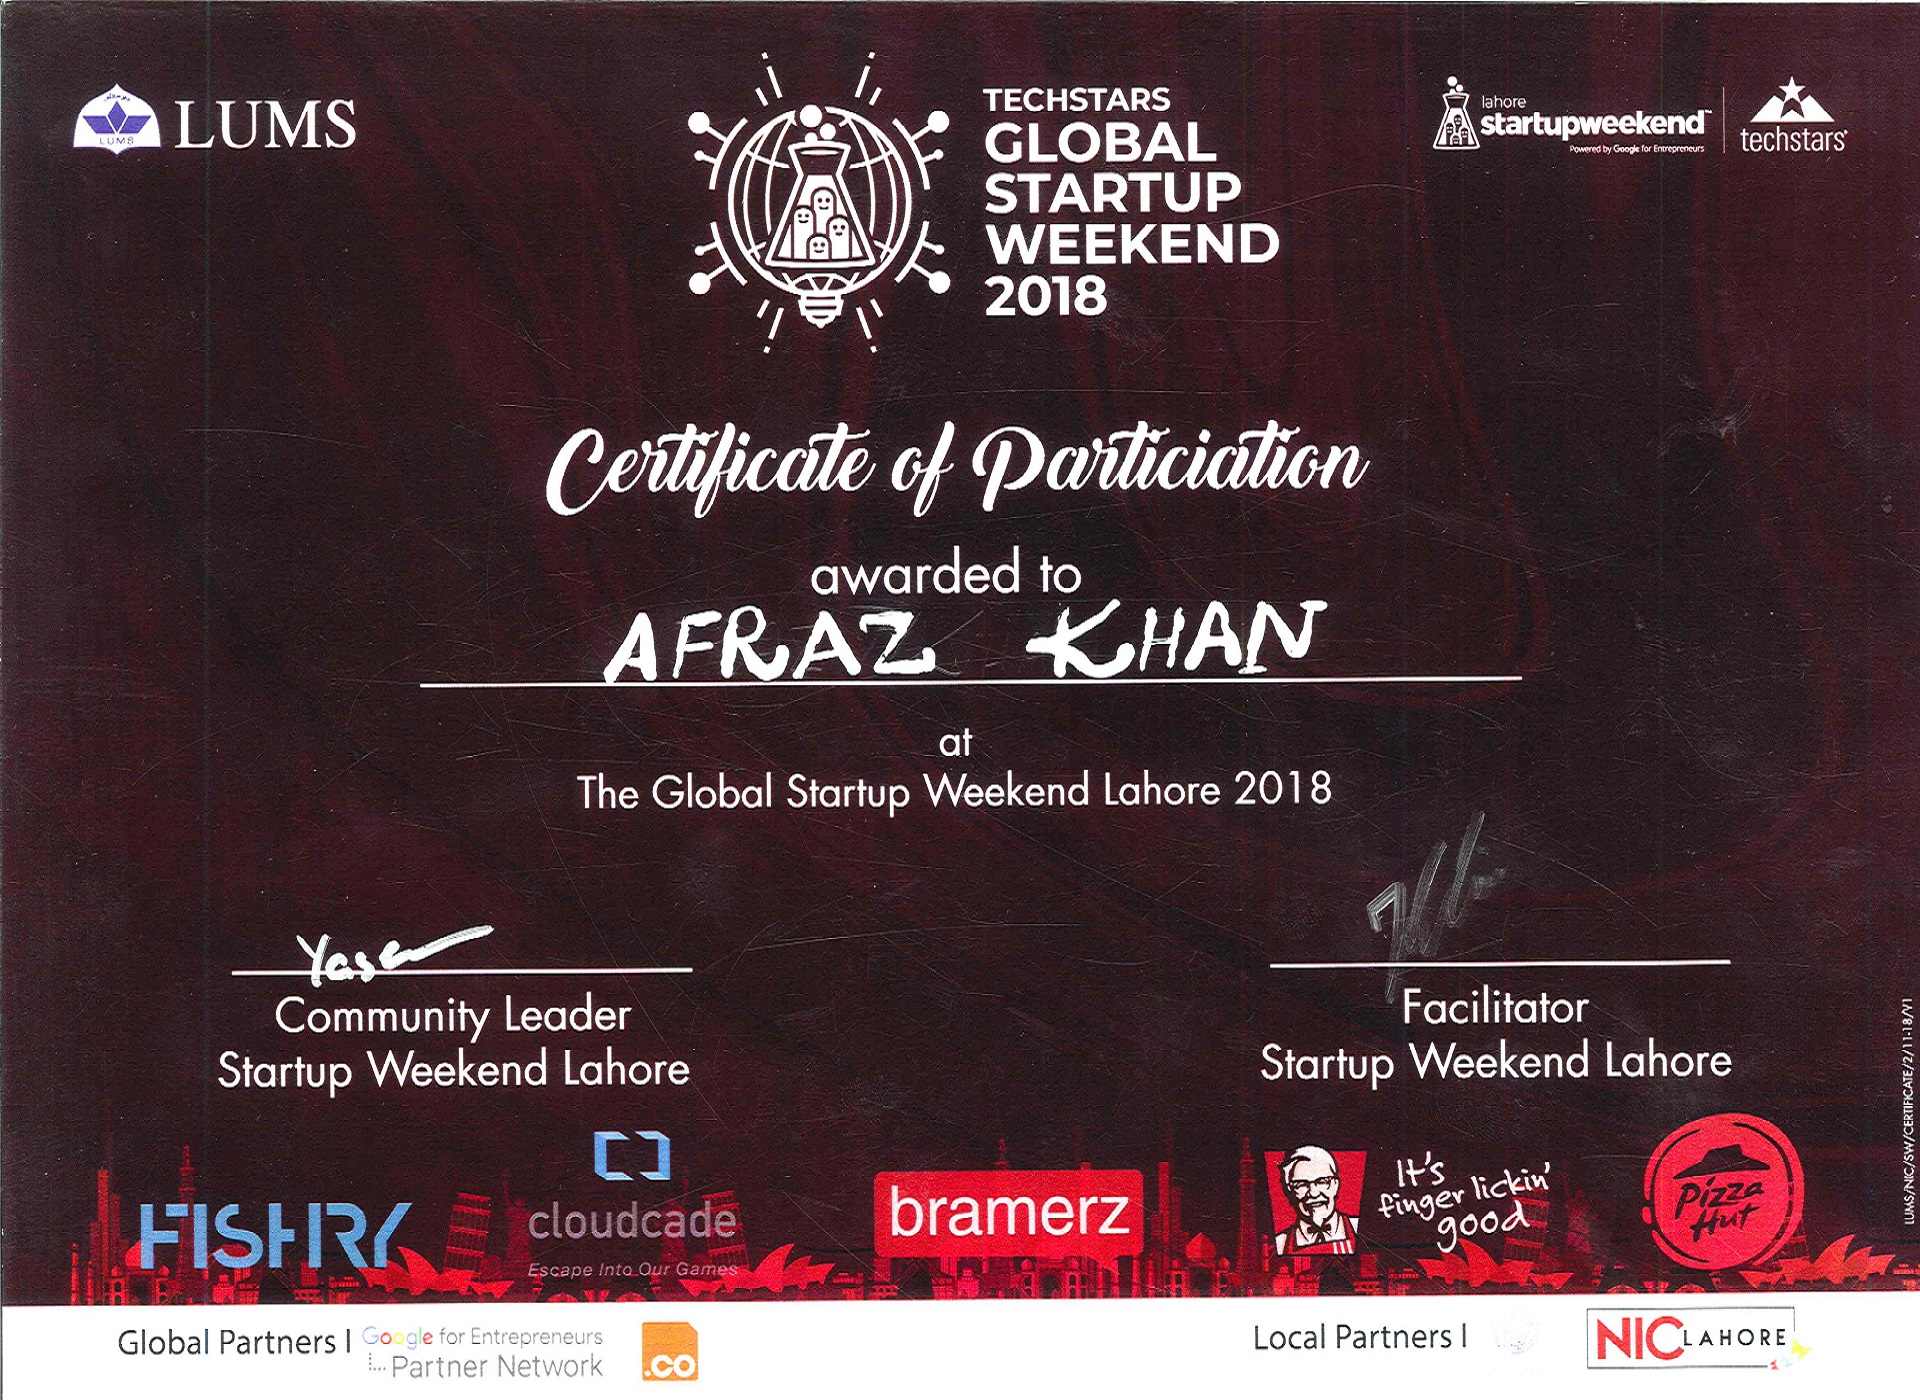 LUMS
LUMS
TECHSTARS
GLOBAL
STARTUP
WEEKEND
2018
lahore
startupweekend™
Powered by Google for Entrepreneurs
techstars
Certificate of Particiation
awarded to
AFRAZ KHAN
at
The Global Startup Weekend Lahore 2018
Community Leader
Startup Weekend Lahore
Facilitator
Startup Weekend Lahore
LUMS/NIC/SW/CERTIFICATE/2/11-18/V1
FISHRY
cloudcade
Escape Into Our Games
bramerz
It's
finger lickin'
good
Pizza
Hut
Global Partners |
Google for Entrepreneurs
Partner Network
.co
Local Partners |
NIC LAHORE